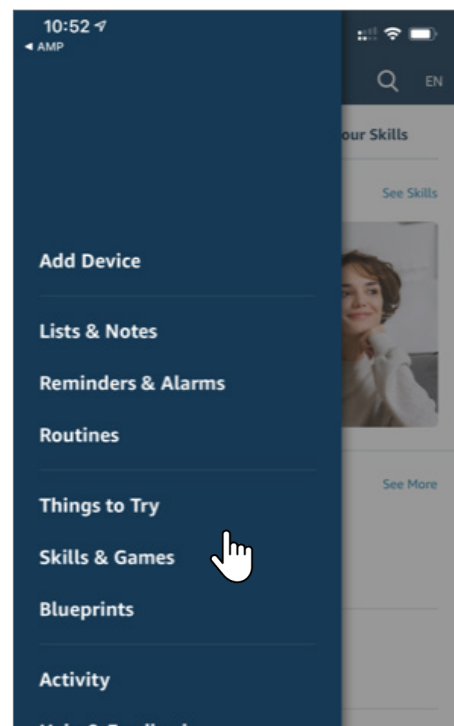 10:52
AMP
EN
our Skills
See Skills
Add Device
Lists & Notes
Reminders & Alarms
Routines
See More
Things to Try
Skills & Games
Blueprints
Activity